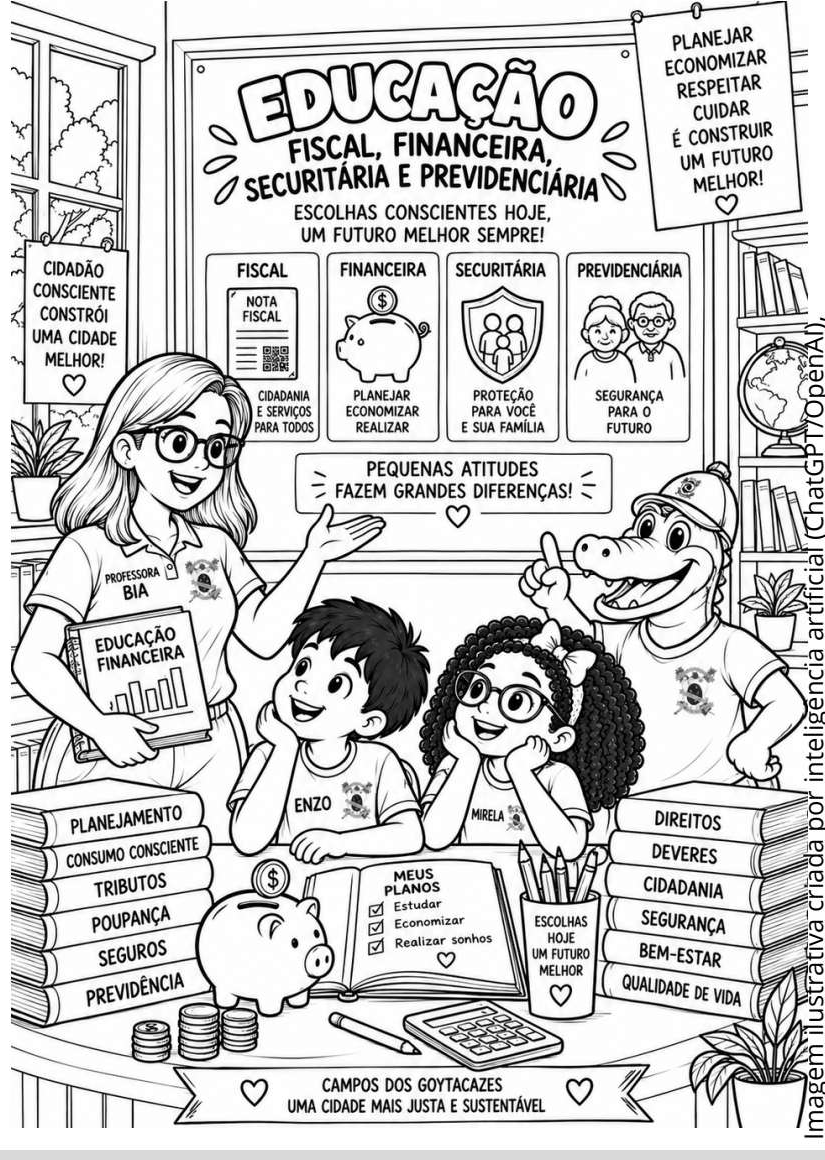 PLANEJAR
ECONOMIZAR
RESPEITAR
CUIDAR
É CONSTRUIR
UM FUTURO
MELHOR!
EDUCAÇÃO
FISCAL, FINANCEIRA,
SECURITÁRIA E PREVIDENCIÁRIA
ESCOLHAS CONSCIENTES HOJE,
UM FUTURO MELHOR SEMPRE!
CIDADÃO
CONSCIENTE
CONSTRÓI
UMA CIDADE
MELHOR!
FISCAL
NOTA
FISCAL
CIDADANIA
E SERVIÇOS
PARA TODOS
FINANCEIRA
$
PLANEJAR
ECONOMIZAR
REALIZAR
SECURITÁRIA
PROTEÇÃO
PARA VOCÊ
E SUA FAMÍLIA
PREVIDENCIÁRIA
SEGURANÇA
PARA O
FUTURO
PEQUENAS ATITUDES
FAZEM GRANDES DIFERENÇAS!
PROFESSORA
BIA
EDUCAÇÃO
FINANCEIRA
ENZO
MIRELA
PLANEJAMENTO
CONSUMO CONSCIENTE
TRIBUTOS
POUPANÇA
SEGUROS
PREVIDÊNCIA
$
$
MEUS
PLANOS
Estudar
Economizar
Realizar sonhos
ESCOLHAS
HOJE
UM FUTURO
MELHOR
DIREITOS
DEVERES
CIDADANIA
SEGURANÇA
BEM-ESTAR
QUALIDADE DE VIDA
CAMPOS DOS GOYTACAZES
UMA CIDADE MAIS JUSTA E SUSTENTÁVEL
Imagem ilustrativa criada por inteligência artificial (ChatGPT/OpenAI),